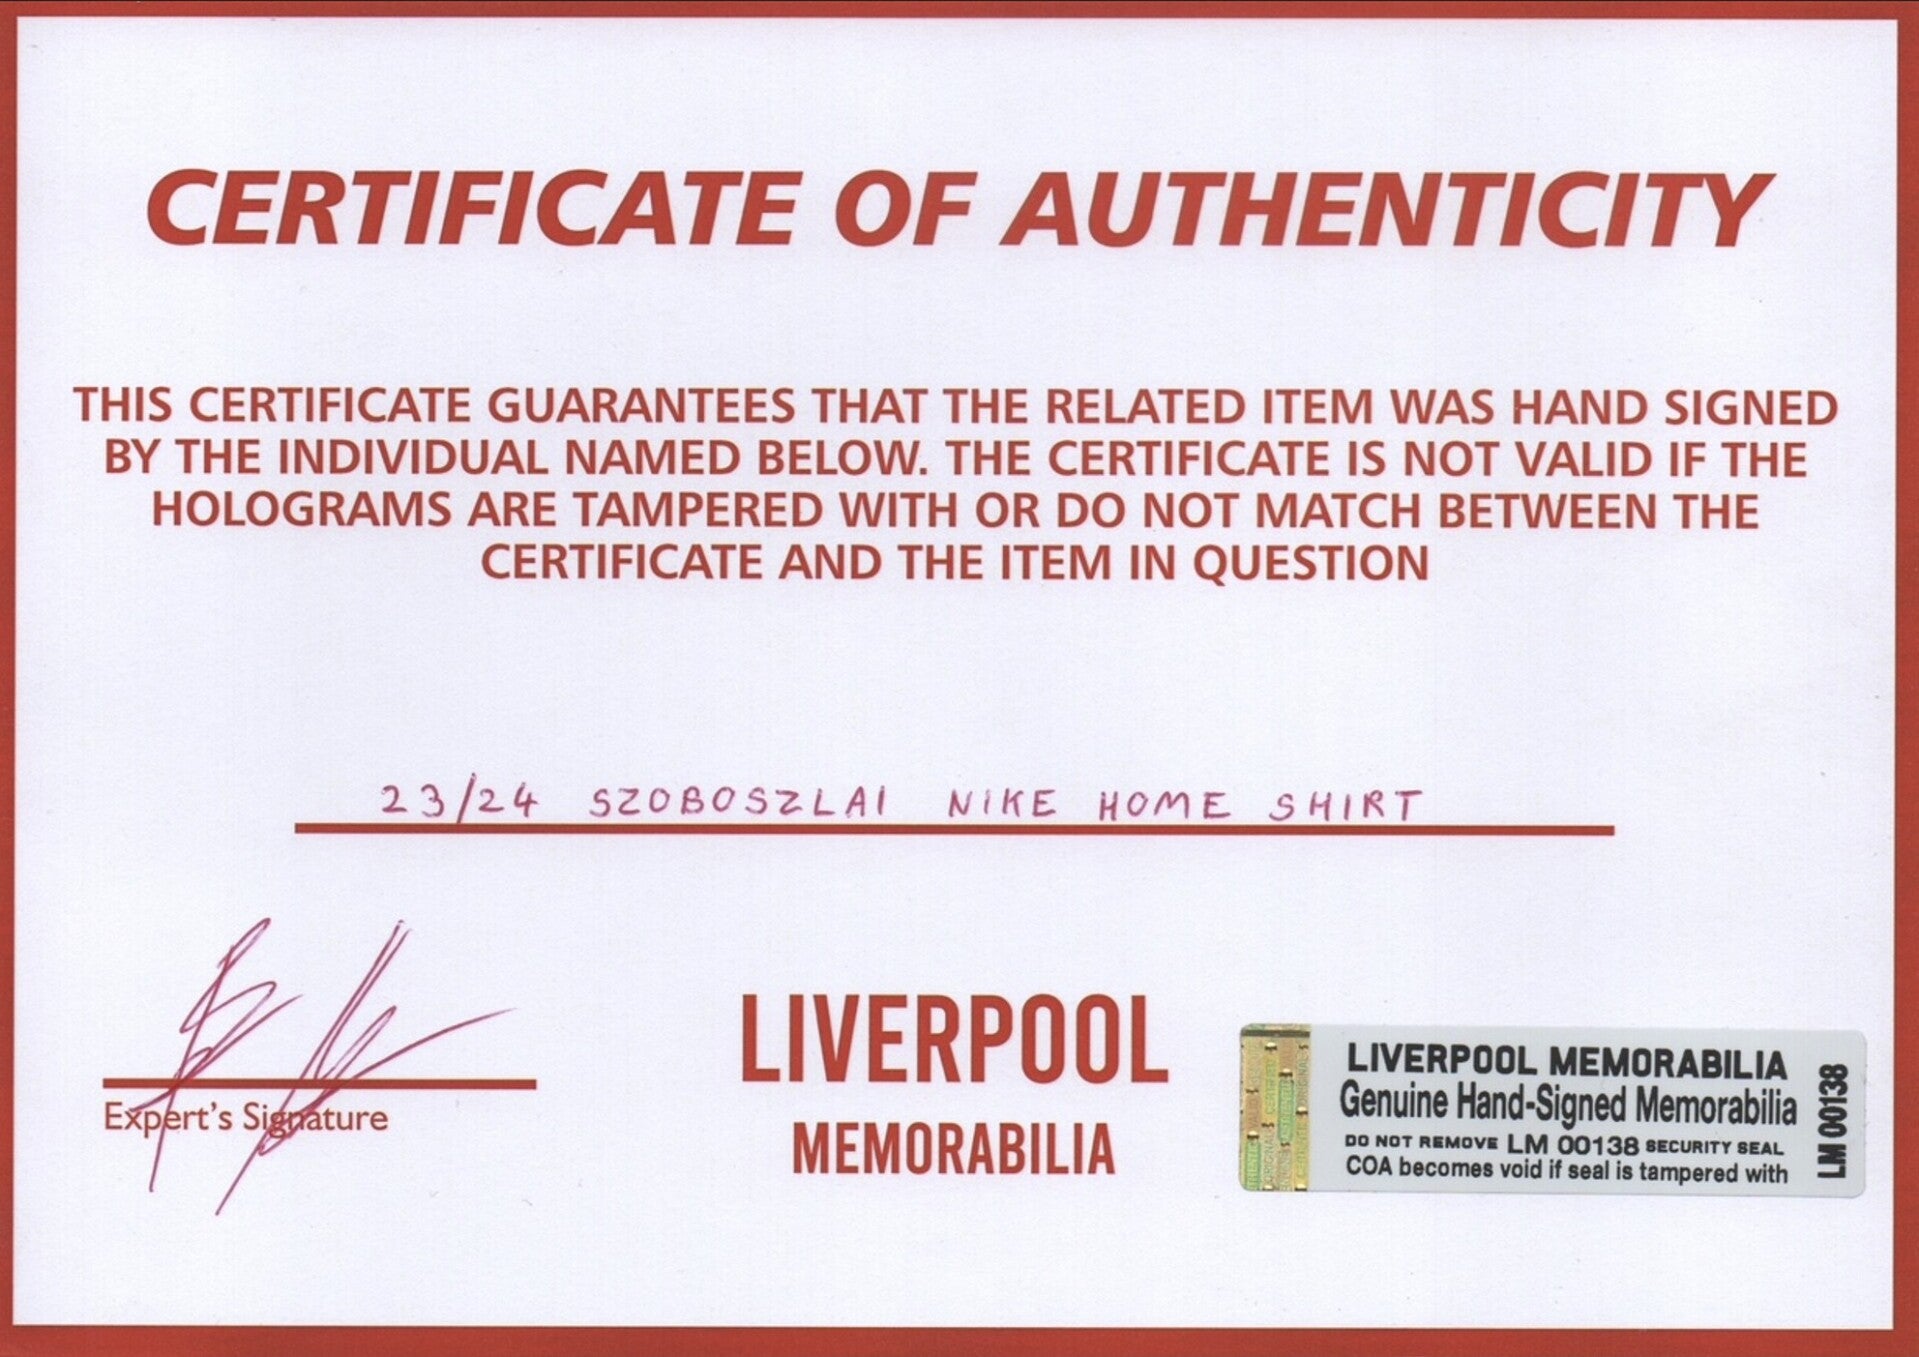 CERTIFICATE OF AUTHENTICITY
THIS CERTIFICATE GUARANTEES THAT THE RELATED ITEM WAS HAND SIGNED
BY THE INDIVIDUAL NAMED BELOW. THE CERTIFICATE IS NOT VALID IF THE
HOLOGRAMS ARE TAMPERED WITH OR DO NOT MATCH BETWEEN THE
CERTIFICATE AND THE ITEM IN QUESTION
23/24 SZOBOSZLAI NIKE HOME SHIRT
Expert's Signature
LIVERPOOL
MEMORABILIA
LIVERPOOL MEMORABILIA
Genuine Hand-Signed Memorabilia
DO NOT REMOVE LM 00138 SECURITY SEAL
COA becomes void if seal is tampered with
LM 00138